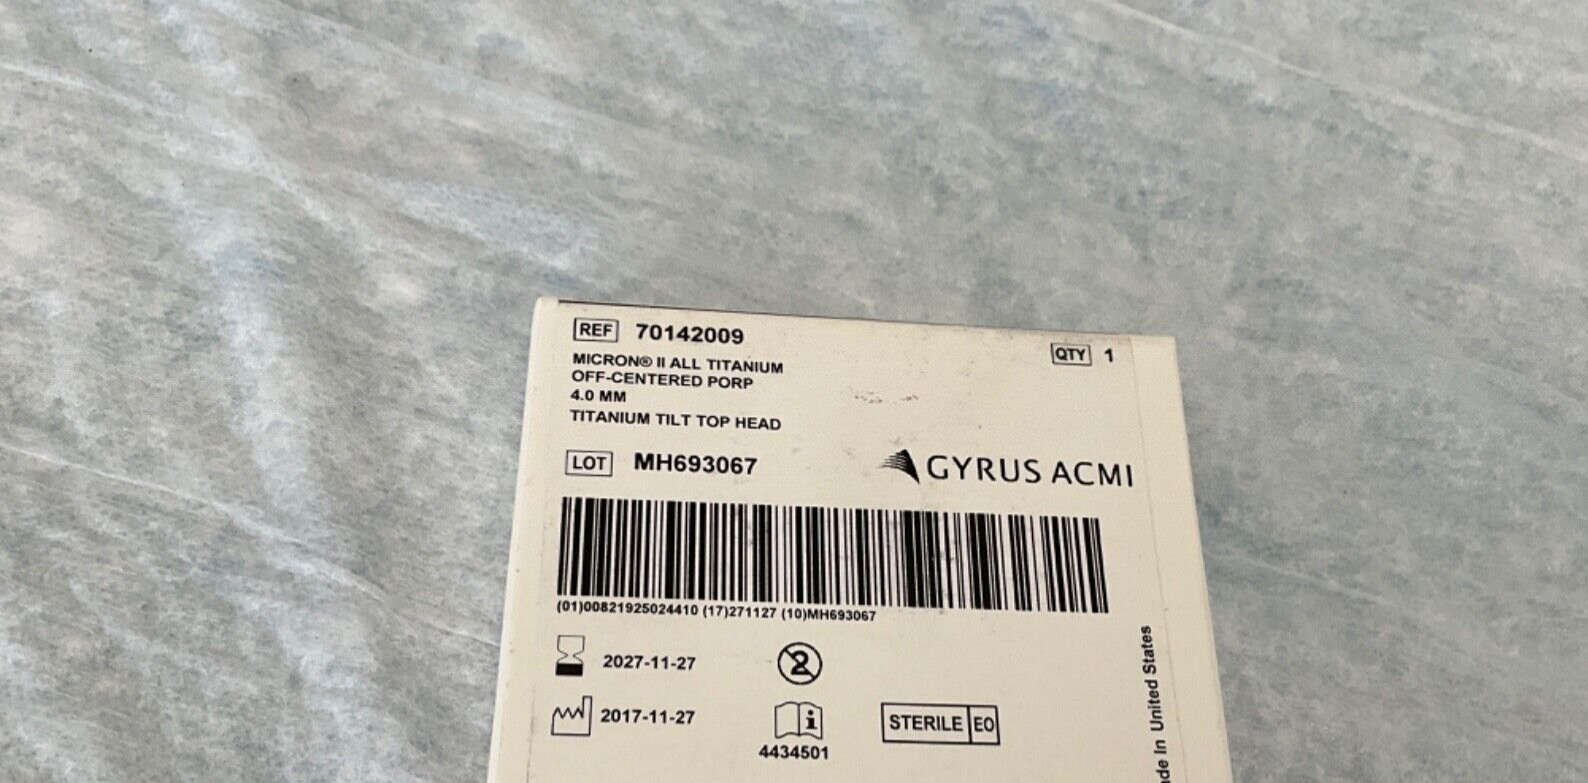 REF 70142009
QTY 1
MICRON® II ALL TITANIUM
OFF-CENTERED PORP
4.0 MM
TITANIUM TILT TOP HEAD
LOT MH693067
GYRUS ACMI
(01)00821925024410 (17)271127 (10)MH693067
2027-11-27
2
2017-11-27
i
STERILE EO
4434501
In United States